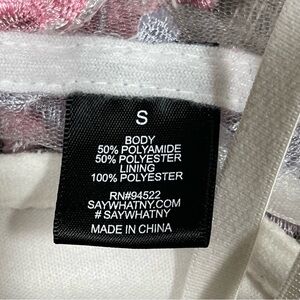 S
BODY
50% POLYAMIDE
50% POLYESTER
LINING
100% POLYESTER
RN#94522
SAYWHATNY.COM
# SAYWHATNY
MADE IN CHINA